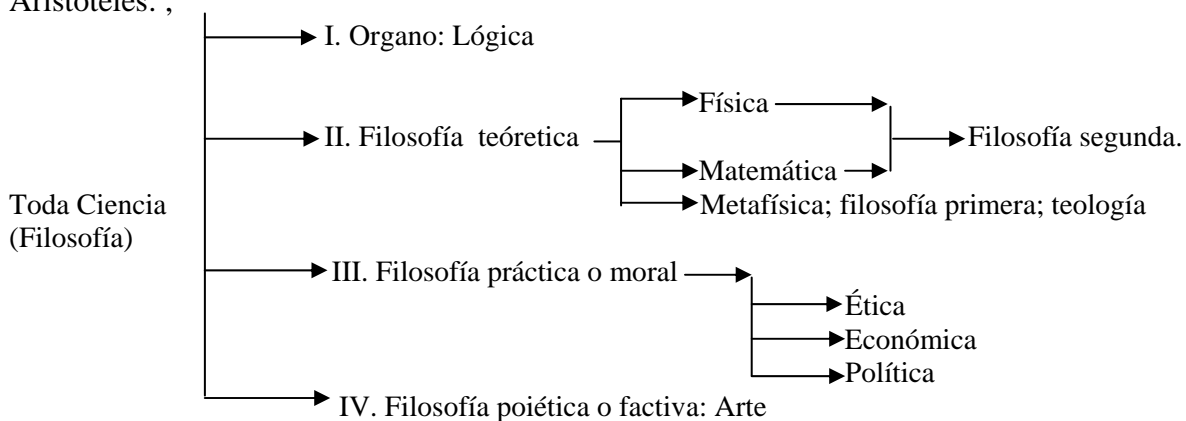 Aristóteles: ,
I. Organo: Lógica
II. Filosofía teóretica
Física
Matemática
Filosofía segunda.
Metafísica; filosofía primera; teología
Toda Ciencia
(Filosofía)
III. Filosofía práctica o moral
Ética
Económica
Política
IV. Filosofía poiética o factiva: Arte